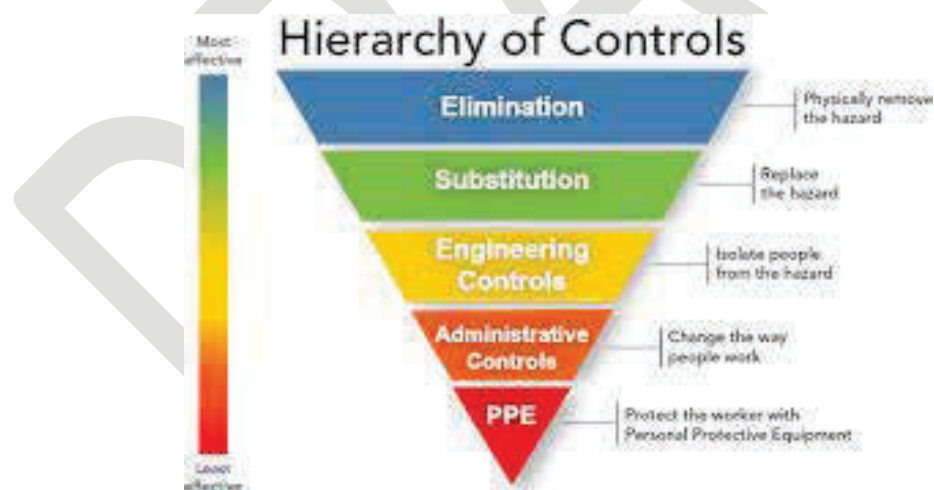 Hierarchy of Controls
Most
effective
Elimination
Physically remove
the hazard
Substitution
Replace
the hazard
Engineering
Controls
Isolate people
from the hazard
Administrative
Controls
Change the way
people work
PPE
Protect the worker with
Personal Protective Equipment
Least
effective